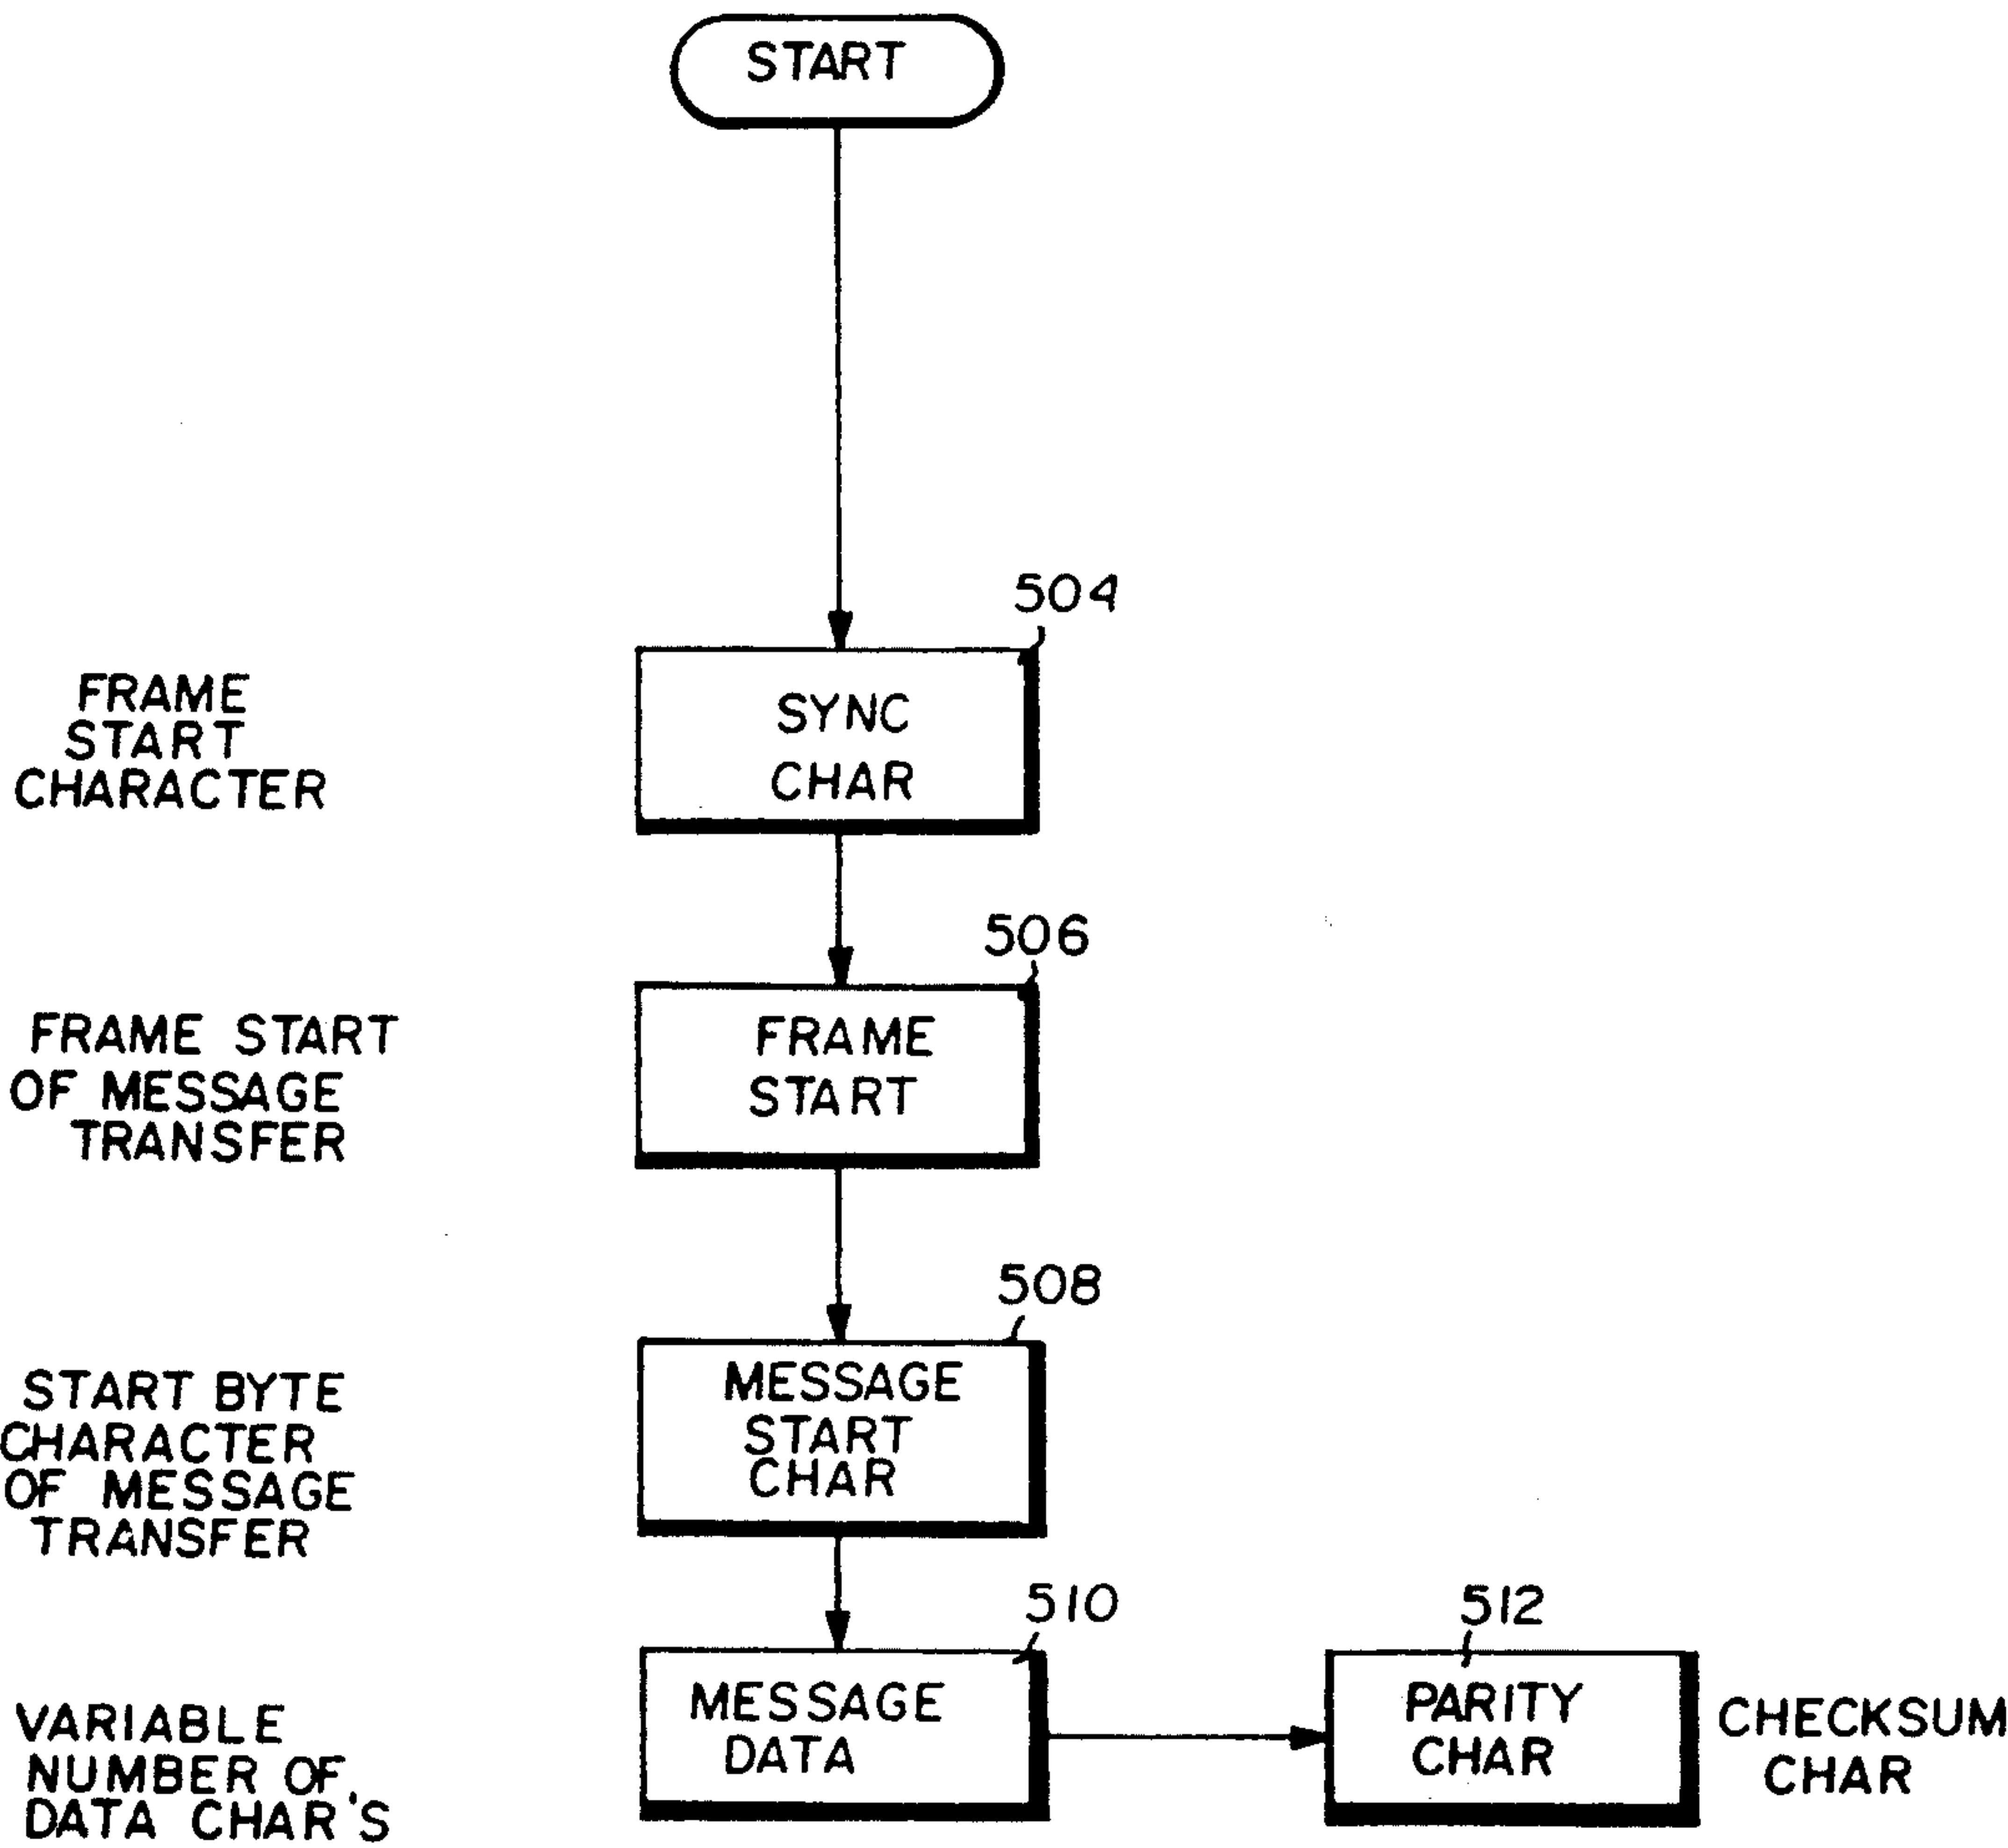 START
504
FRAME
START
CHARACTER
SYNC
CHAR
506
FRAME START
OF MESSAGE
TRANSFER
FRAME
START
508
START BYTE
CHARACTER
OF MESSAGE
TRANSFER
MESSAGE
START
CHAR
510
512
VARIABLE
NUMBER OF
DATA CHAR'S
MESSAGE
DATA
PARITY
CHAR
CHECKSUM
CHAR